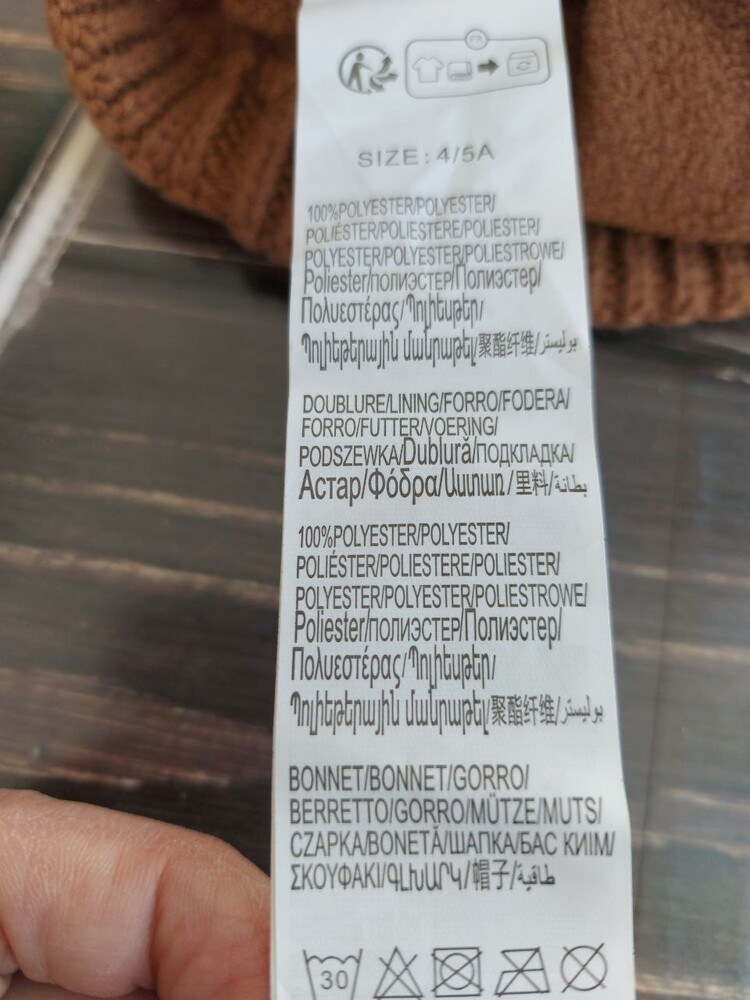 FR
SIZE: 4/5A
100%POLYESTER/POLYESTER/
POLIÉSTER/POLIESTERE/POLIESTER/
POLYESTER/POLYESTER/POLIESTROWE/
Poliester/ПОЛИЭСТЕР/Полиэстер/
Πολυεστέρας/Պոլիեսթեր/
Պոլիեթերային մանրաթել/聚酯纤维/بوليستر
DOUBLURE/LINING/FORRO/FODERA/
FORRO/FUTTER/VOERING/
PODSZEWKA/Dublură/ПОДКЛАДКА/
Астар/Φόδρα/Աստառ/里料/بطانة
100%POLYESTER/POLYESTER/
POLIÉSTER/POLIESTERE/POLIESTER/
POLYESTER/POLYESTER/POLIESTROWE/
Poliester/ПОЛИЭСТЕР/Полиэстер/
Πολυεστέρας/Պոլիեսթեր/
Պոլիեթերային մանրաթել/聚酯纤维/بوليستر
BONNET/BONNET/GORRO/
BERRETTO/GORRO/MÜTZE/MUTS/
CZAPKA/BONETĂ/ШАПКА/БАС КИІМ/
ΣΚΟΥΦΑΚΙ/ԳԼԽԱՐԿ/帽子/طاقية
30